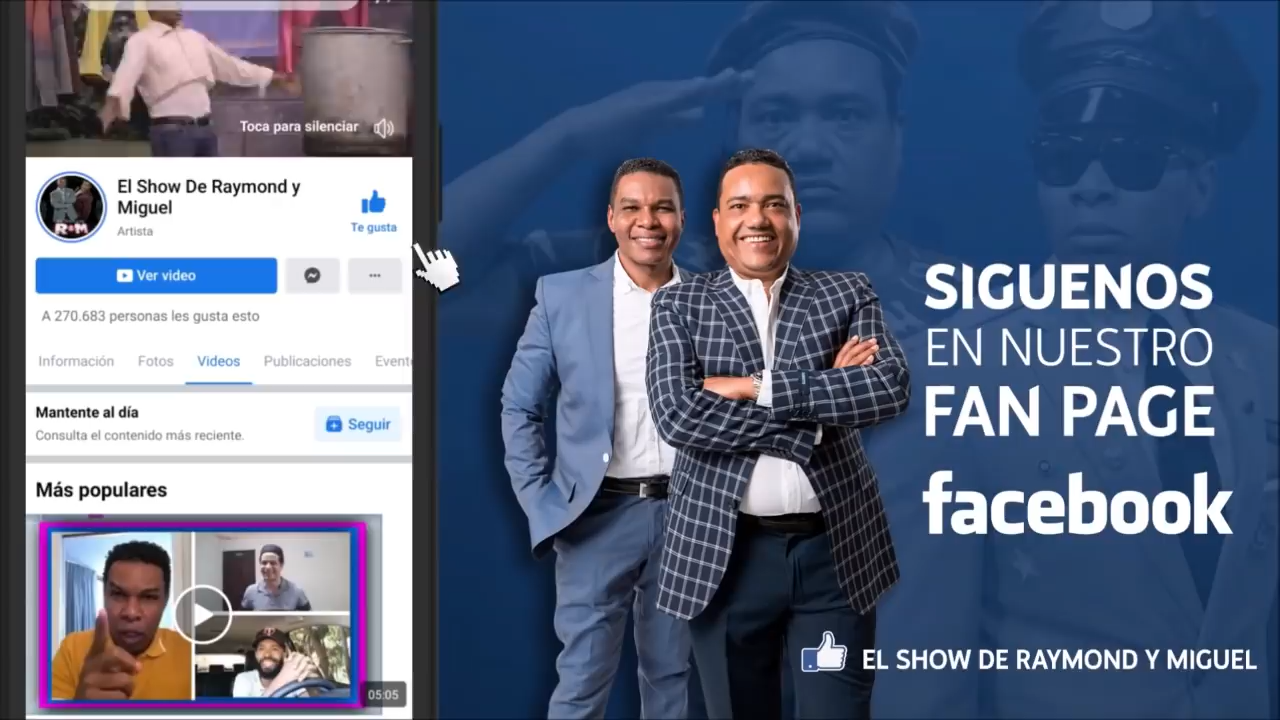 Toca para silenciar
El Show De Raymond y
Miguel
Artista
Te gusta
R&M
Ver video
A 270.683 personas les gusta esto
Información
Fotos
Videos
Publicaciones
Event
Mantente al día
Consulta el contenido más reciente.
Seguir
Más populares
05:05
SIGUENOS
EN NUESTRO
FAN PAGE
facebook
EL SHOW DE RAYMOND Y MIGUEL